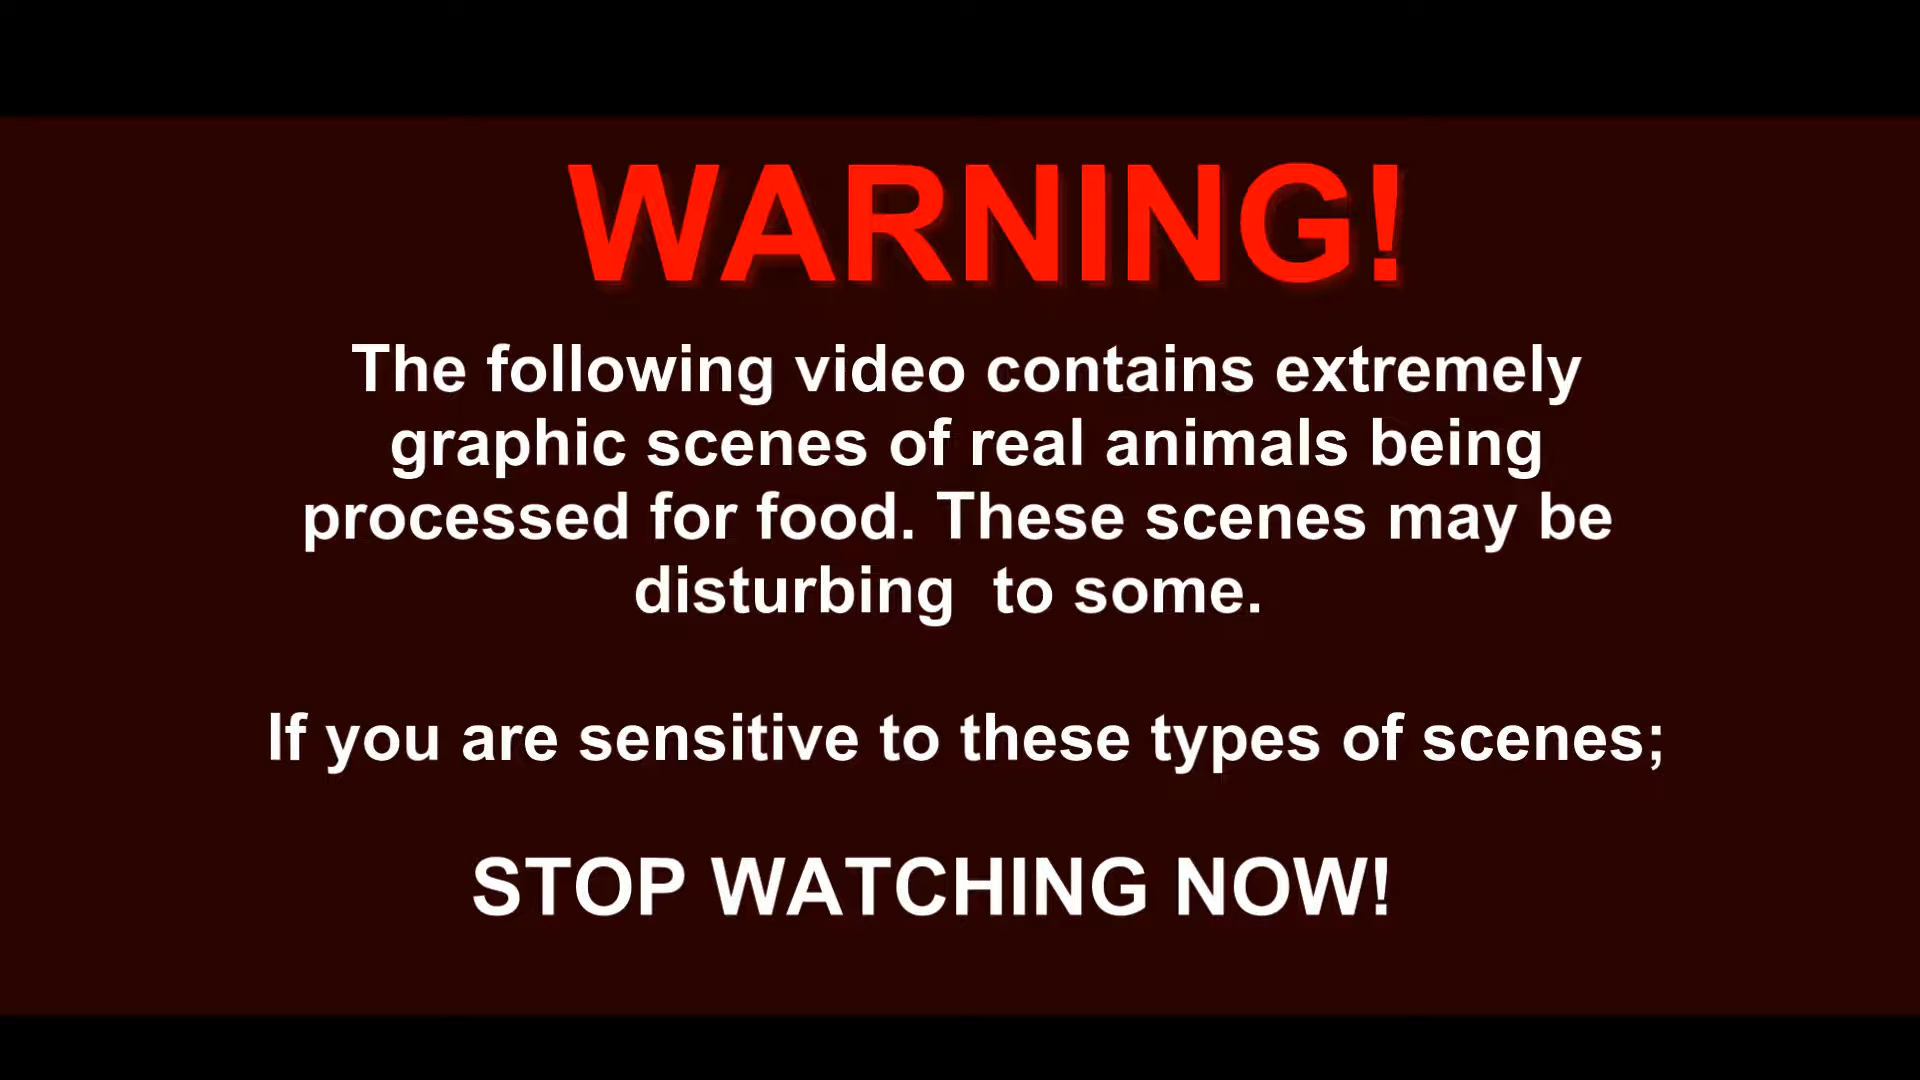 WARNING!
The following video contains extremely
graphic scenes of real animals being
processed for food. These scenes may be
disturbing  to some.
If you are sensitive to these types of scenes;
STOP WATCHING NOW!